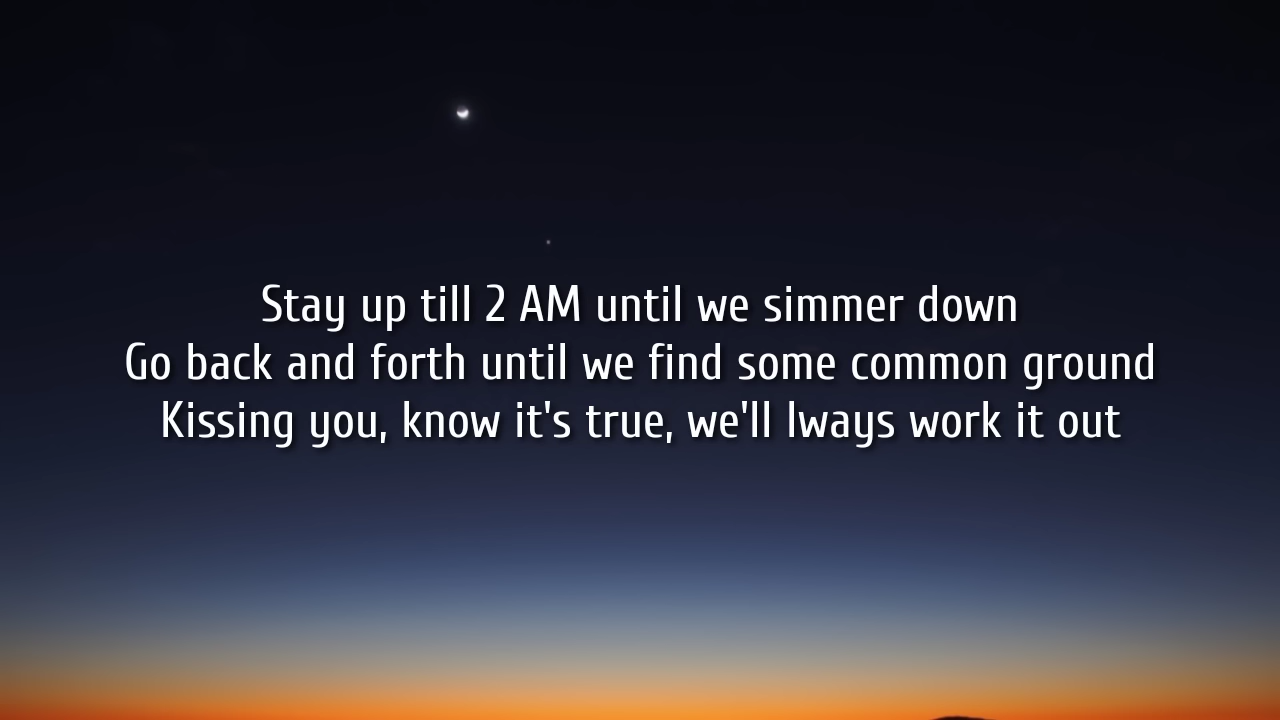 Stay up till 2 AM until we simmer down
Go back and forth until we find some common ground
Kissing you, know it's true, we'll lways work it out